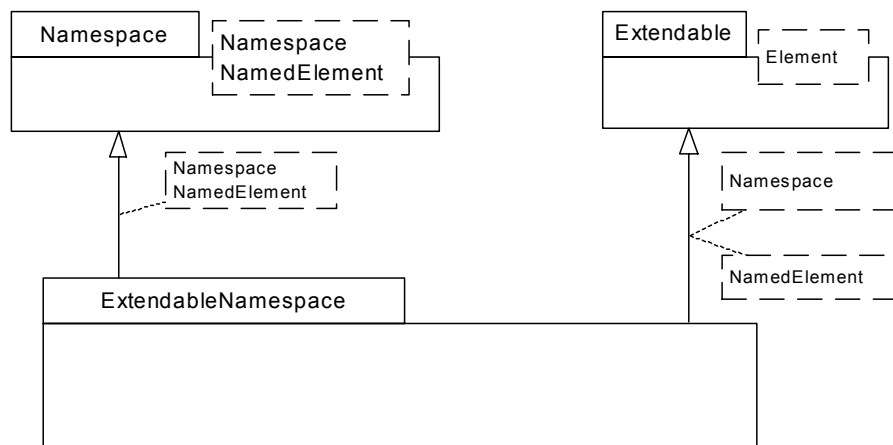 Namespace
Namespace
NamedElement
Extendable
Element
Namespace
NamedElement
Namespace
NamedElement
ExtendableNamespace